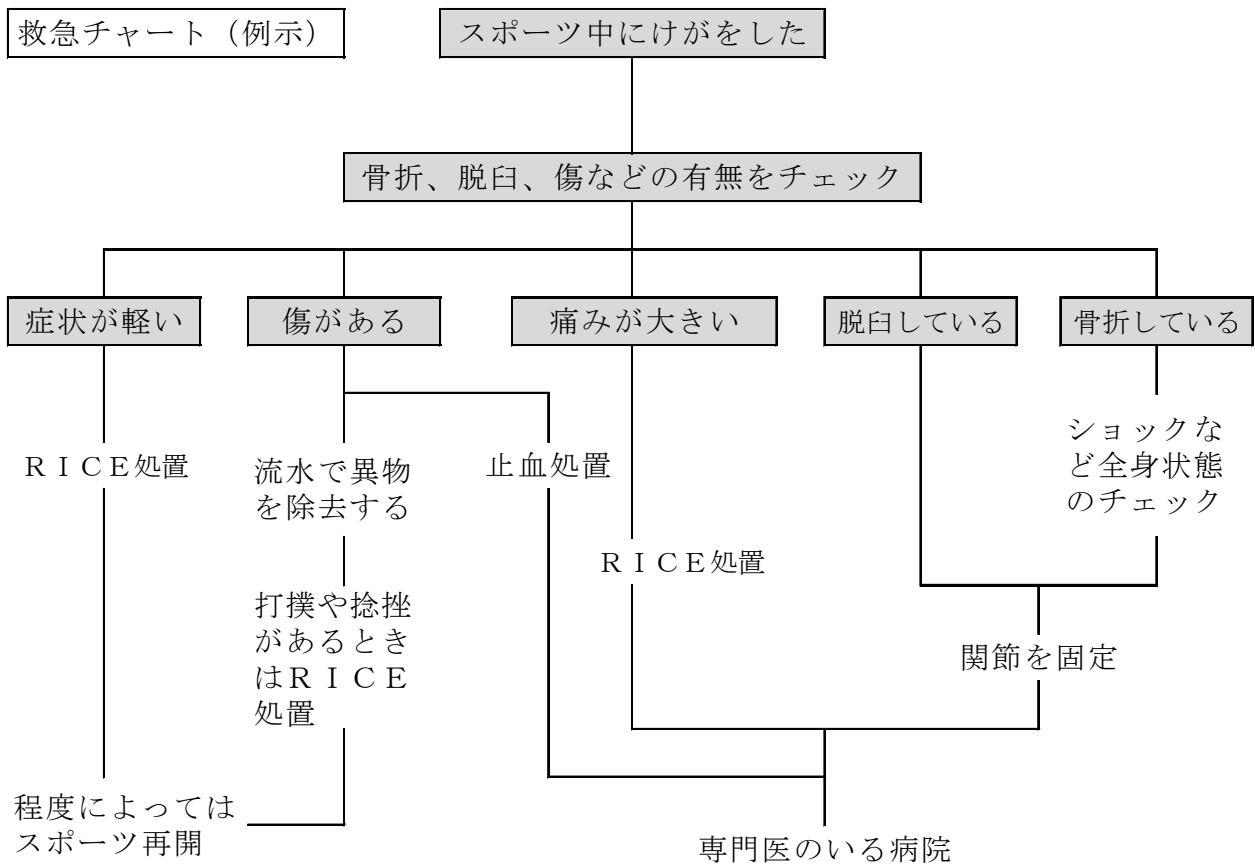 救急チャート（例示）
スポーツ中にけがをした
骨折、脱臼、傷などの有無をチェック
症状が軽い
傷がある
痛みが大きい
脱臼している
骨折している
ＲＩＣＥ処置
流水で異物
を除去する
止血処置
ショックな
ど全身状態
のチェック
ＲＩＣＥ処置
打撲や捻挫
があるとき
はＲＩＣＥ
処置
関節を固定
程度によっては
スポーツ再開
専門医のいる病院